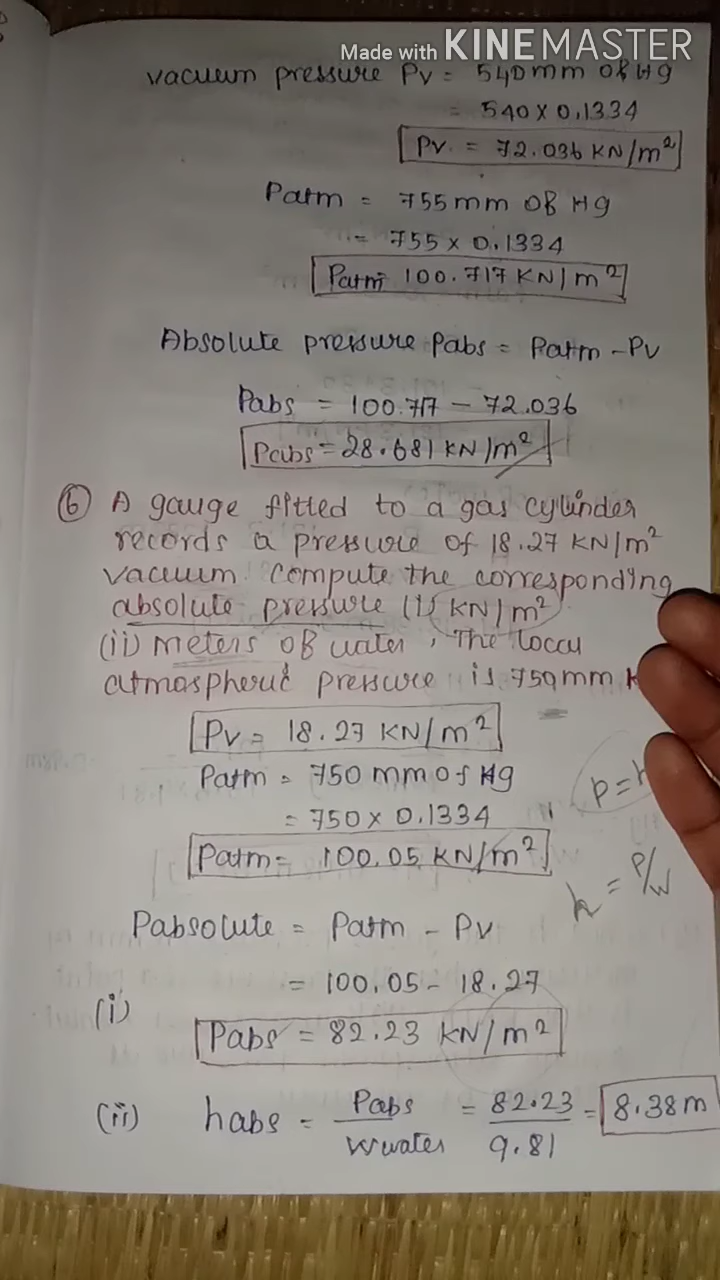 Made with KINEMASTER
vacuum pressure Pv = 540mm of Hg
= 540 x 0.1334
Pv = 72.036 KN/m²
Patm = 755mm Of Hg
= 755 x 0.1334
Patm= 100.717 KN/m²
Absolute pressure Pabs = Patm - Pv
Pabs = 100.717 - 72.036
Pabs = 28.681 KN/m²
⑥ A gauge fitted to a gas cylinder
records a pressure of 18.27 KN/m²
vacuum. compute the corresponding
absolute pressure (i) KN/m²
(ii) meters of water, The local
atmospheric pressure is 750mm
Pv = 18.27 KN/m²
Patm = 750 mm of Hg
= 750 x 0.1334
p=
Patm = 100.05 KN/m²
h = P/w
Pabsolute = Patm - Pv
= 100.05 - 18.27
(i) Pabs = 82.23 KN/m²
(ii) habs = Pabs/Wwater = 82.23/9.81 = 8.38m